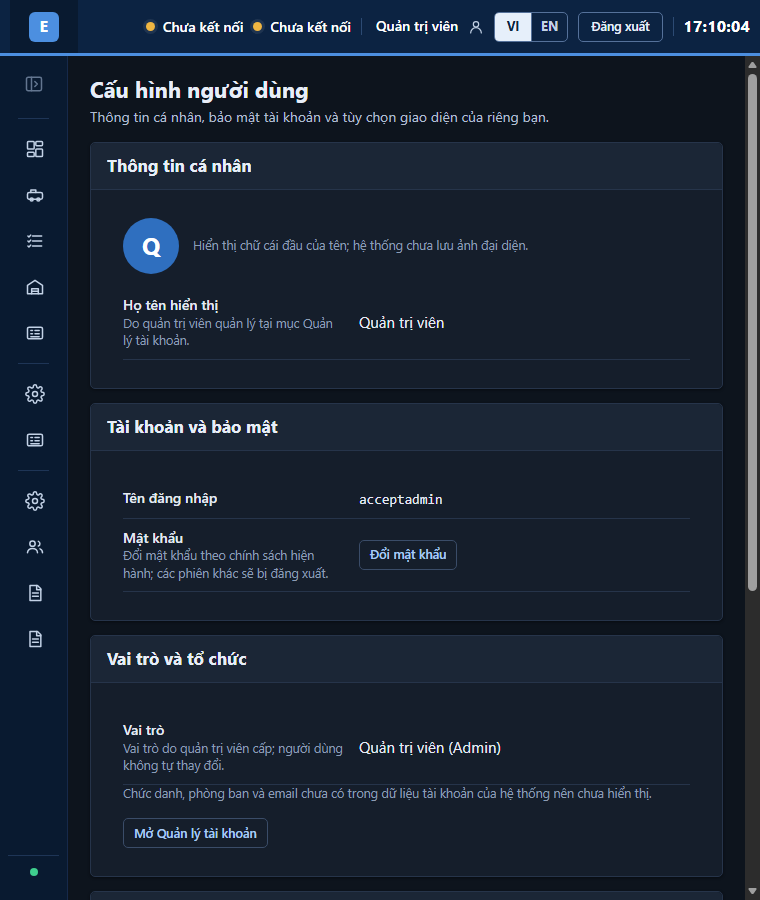 E
Chưa kết nối
Chưa kết nối
Quản trị viên
VI
EN
Đăng xuất
17:10:04
Cấu hình người dùng
Thông tin cá nhân, bảo mật tài khoản và tùy chọn giao diện của riêng bạn.
Thông tin cá nhân
Q
Hiển thị chữ cái đầu của tên; hệ thống chưa lưu ảnh đại diện.
Họ tên hiển thị
Do quản trị viên quản lý tại mục Quản
lý tài khoản.
Quản trị viên
Tài khoản và bảo mật
Tên đăng nhập
acceptadmin
Mật khẩu
Đổi mật khẩu theo chính sách hiện
hành; các phiên khác sẽ bị đăng xuất.
Đổi mật khẩu
Vai trò và tổ chức
Vai trò
Vai trò do quản trị viên cấp; người dùng
không tự thay đổi.
Quản trị viên (Admin)
Chức danh, phòng ban và email chưa có trong dữ liệu tài khoản của hệ thống nên chưa hiển thị.
Mở Quản lý tài khoản